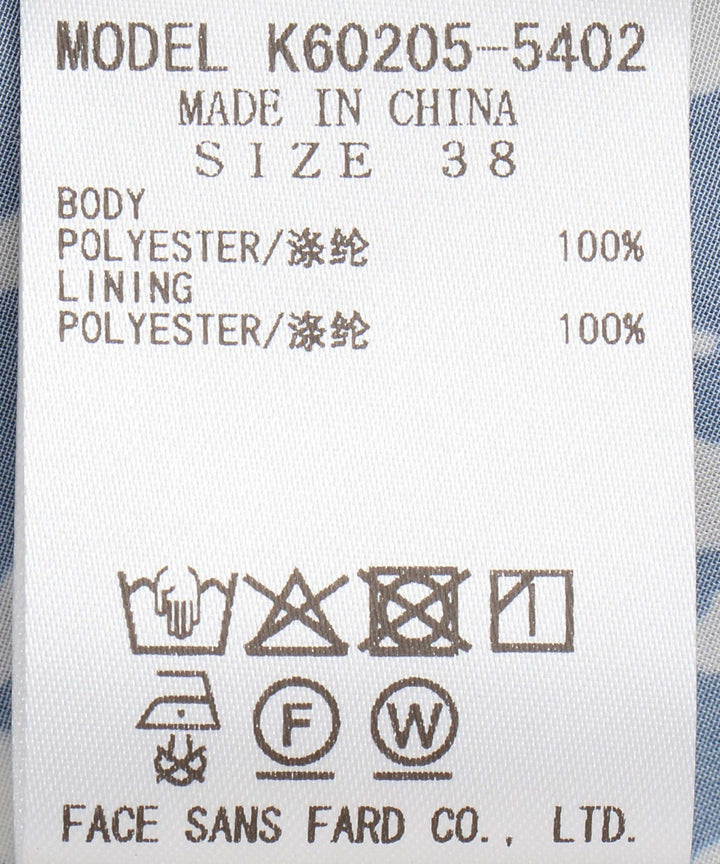 MODEL K60205-5402
MADE IN CHINA
SIZE 38
BODY
POLYESTER/涤纶 100%
LINING
POLYESTER/涤纶 100%
F W
FACE SANS FARD CO., LTD.